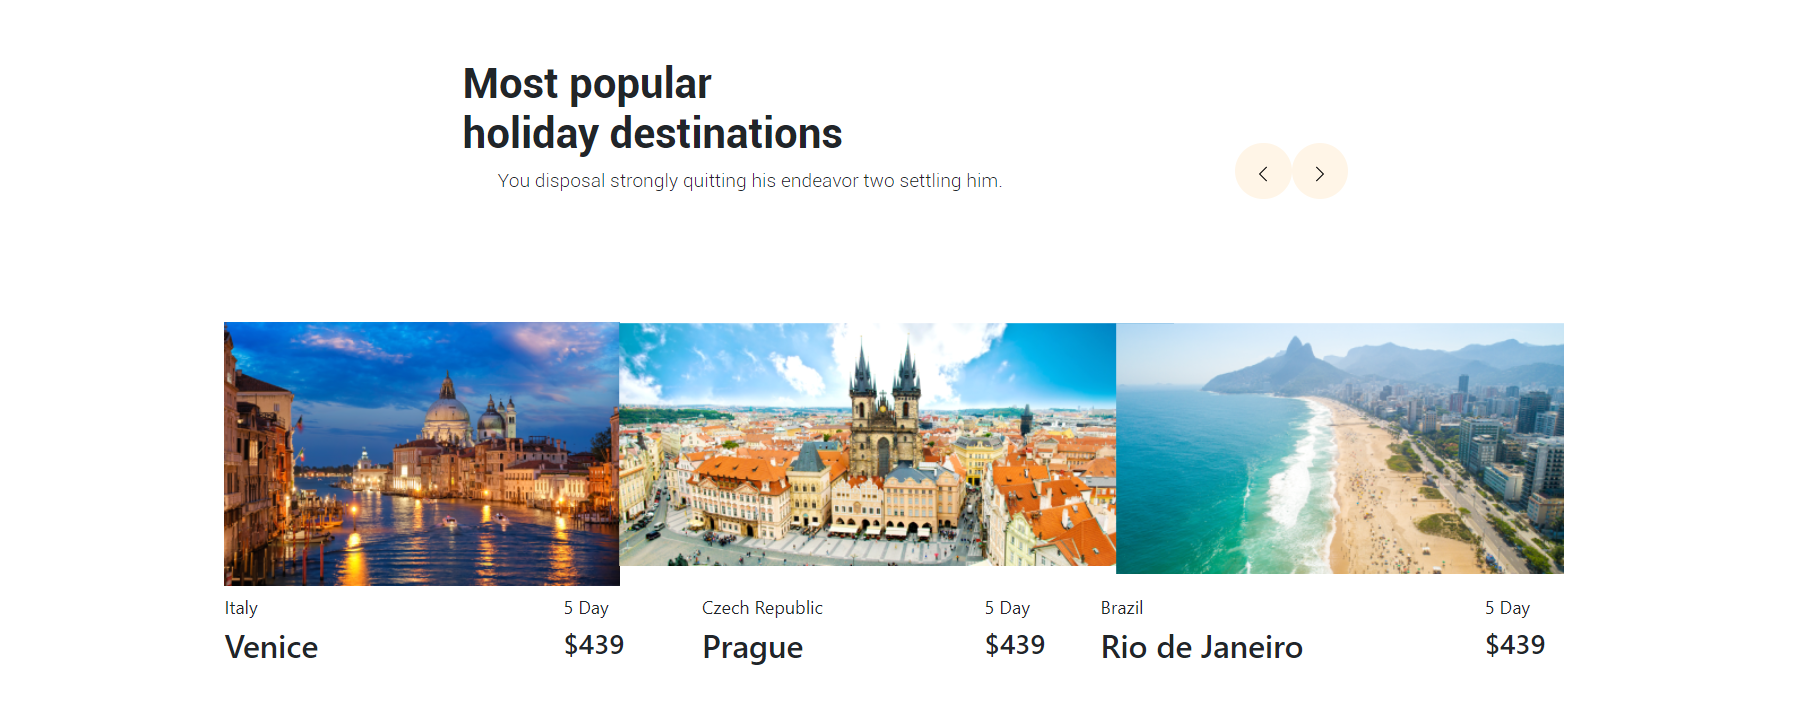 Most popular
holiday destinations
You disposal strongly quitting his endeavor two settling him.
Italy
5 Day
Venice
$439
Czech Republic
5 Day
Prague
$439
Brazil
5 Day
Rio de Janeiro
$439